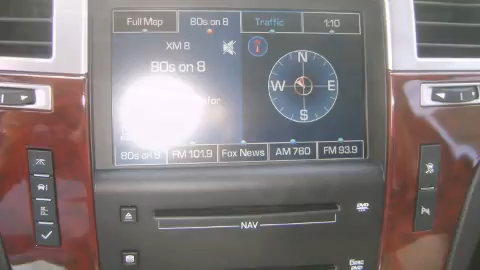 Full Map 80s on 8 Traffic 1:10
XM 8
80s on 8
N
W E
S
80s on 8 FM 101.9 Fox News AM 760 FM 93.9
NAV
DVD